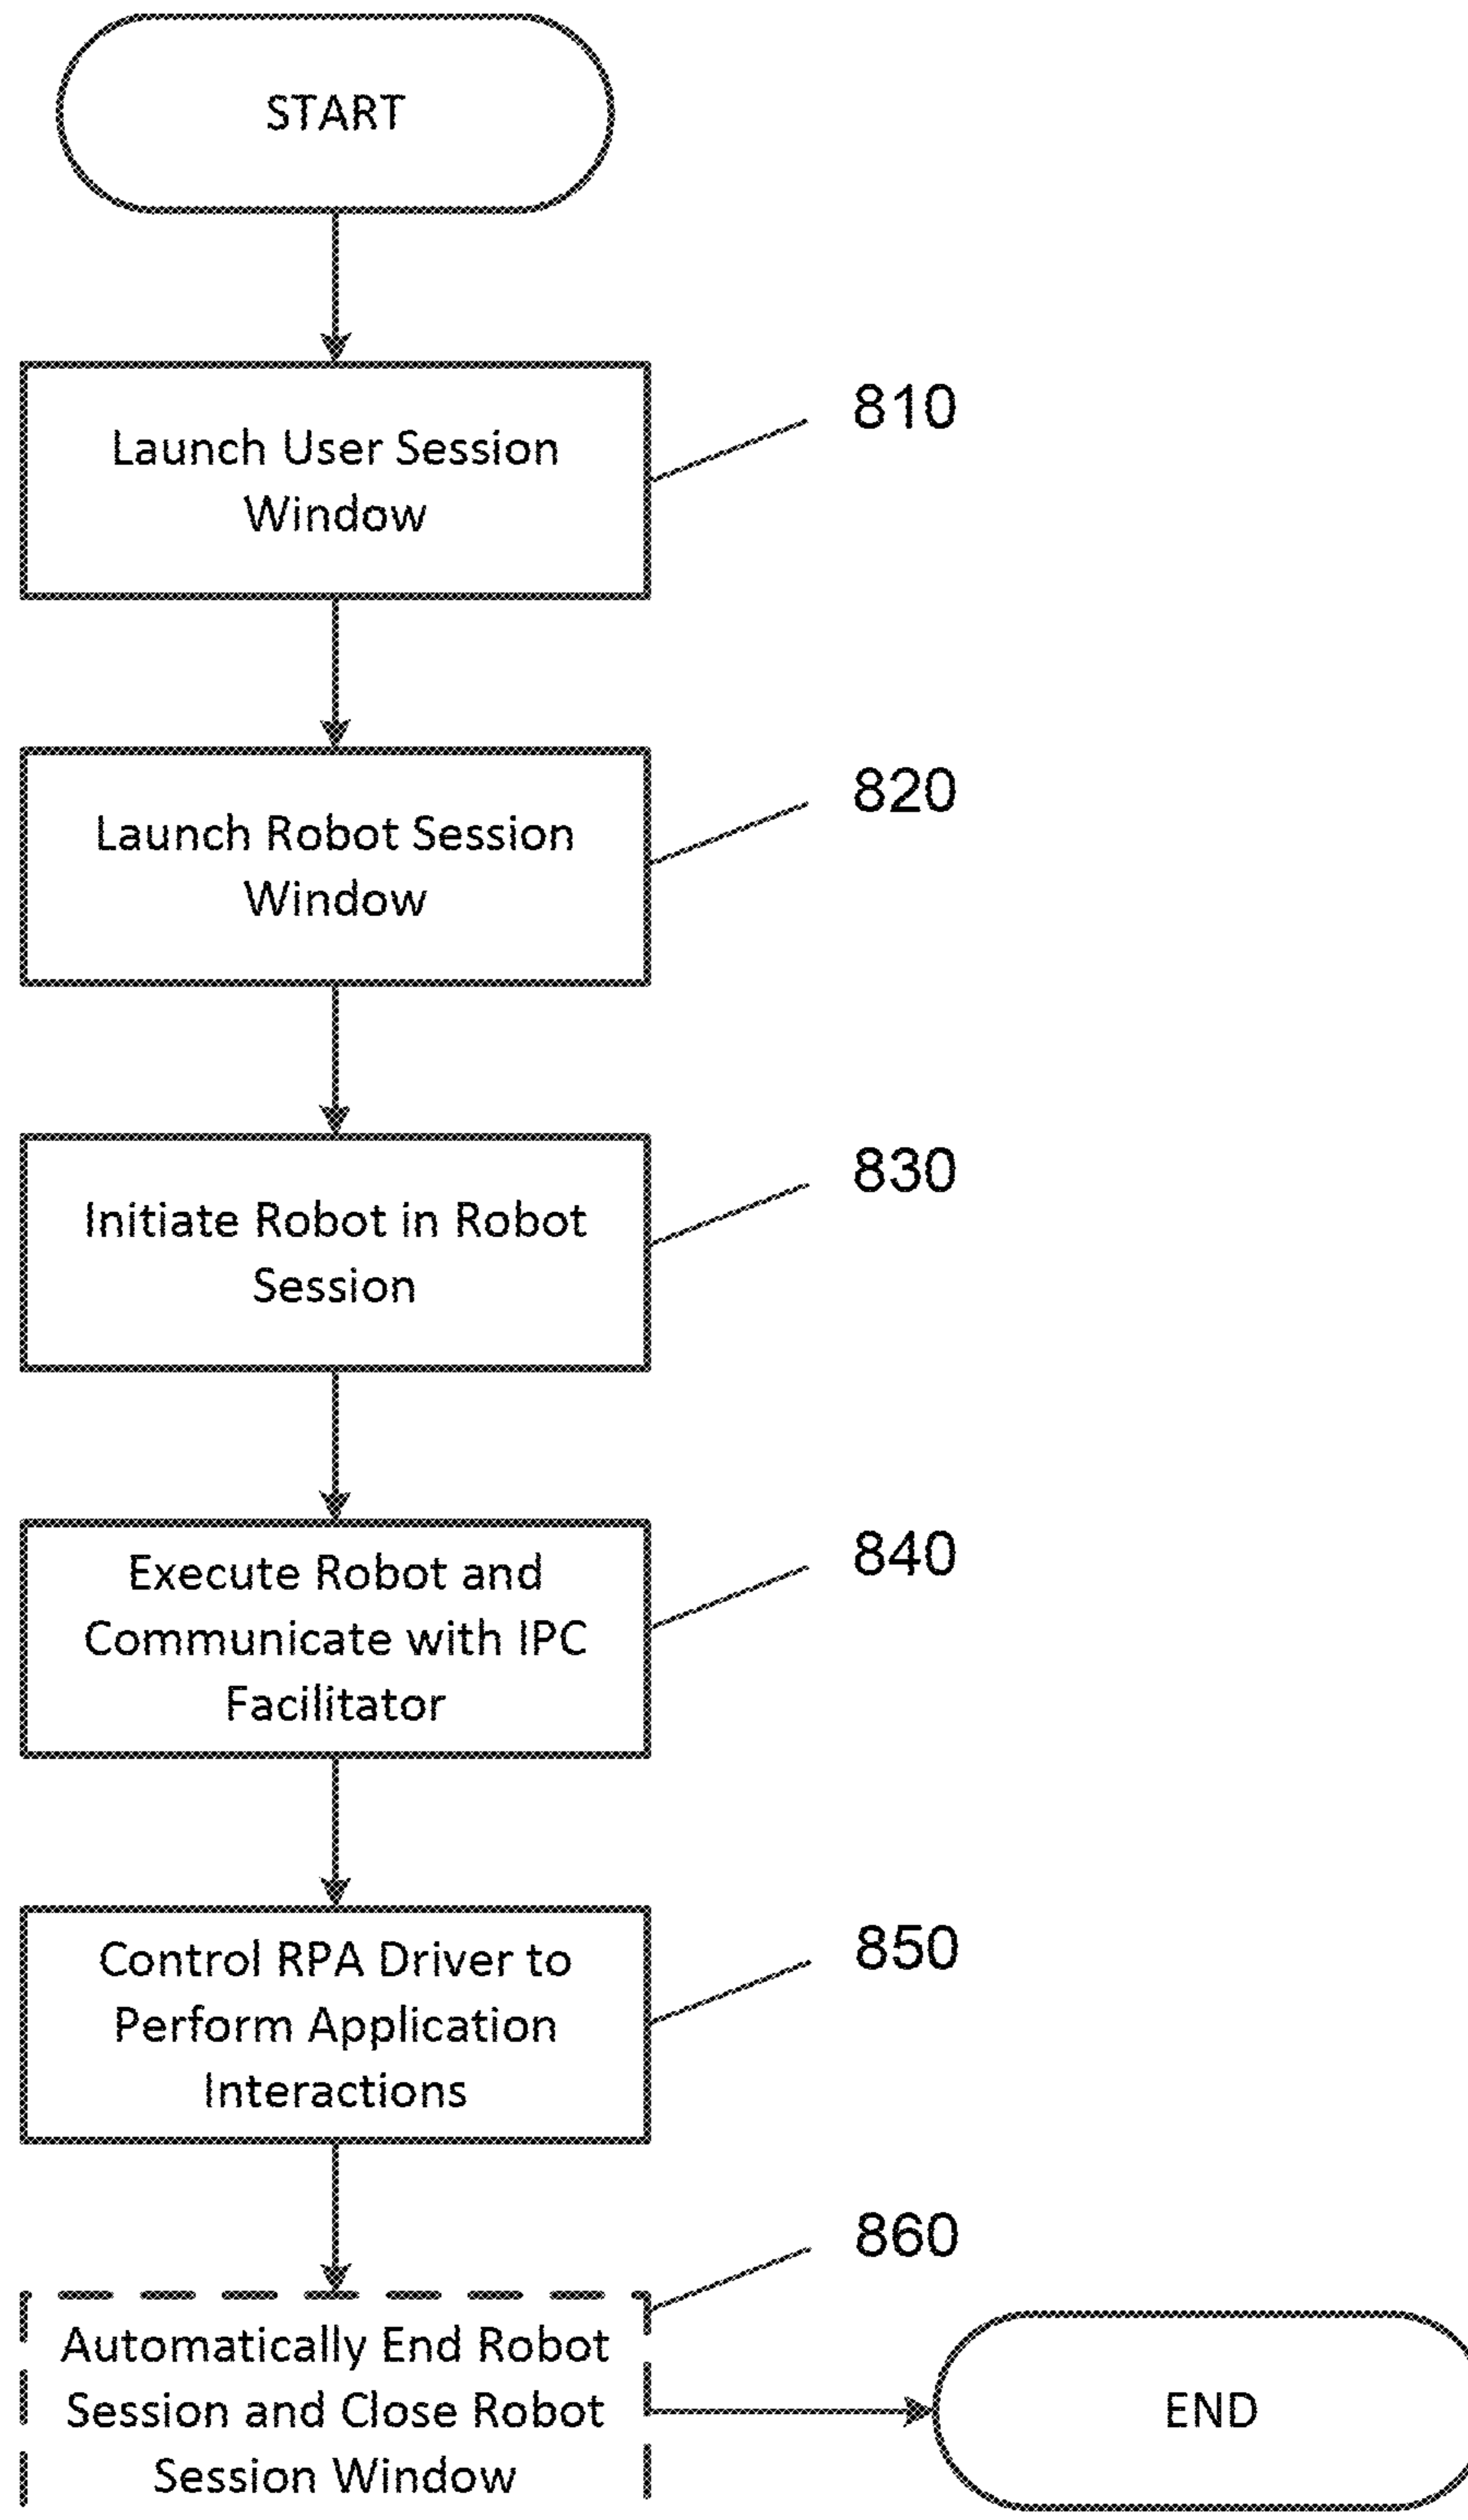 START
810
Launch User Session
Window
820
Launch Robot Session
Window
830
Initiate Robot in Robot
Session
840
Execute Robot and
Communicate with IPC
Facilitator
850
Control RPA Driver to
Perform Application
Interactions
860
Automatically End Robot
Session and Close Robot
Session Window
END